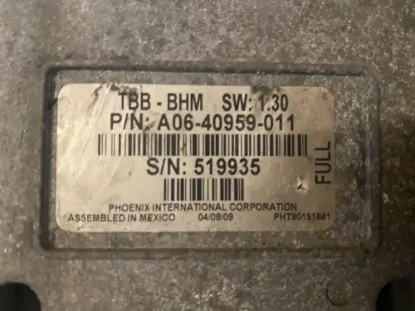 TBB - BHM SW: 1.30
P/N: A06-40959-011
S/N: 519935
FULL
PHOENIX INTERNATIONAL CORPORATION
ASSEMBLED IN MEXICO 04/08/09 PHT90191861